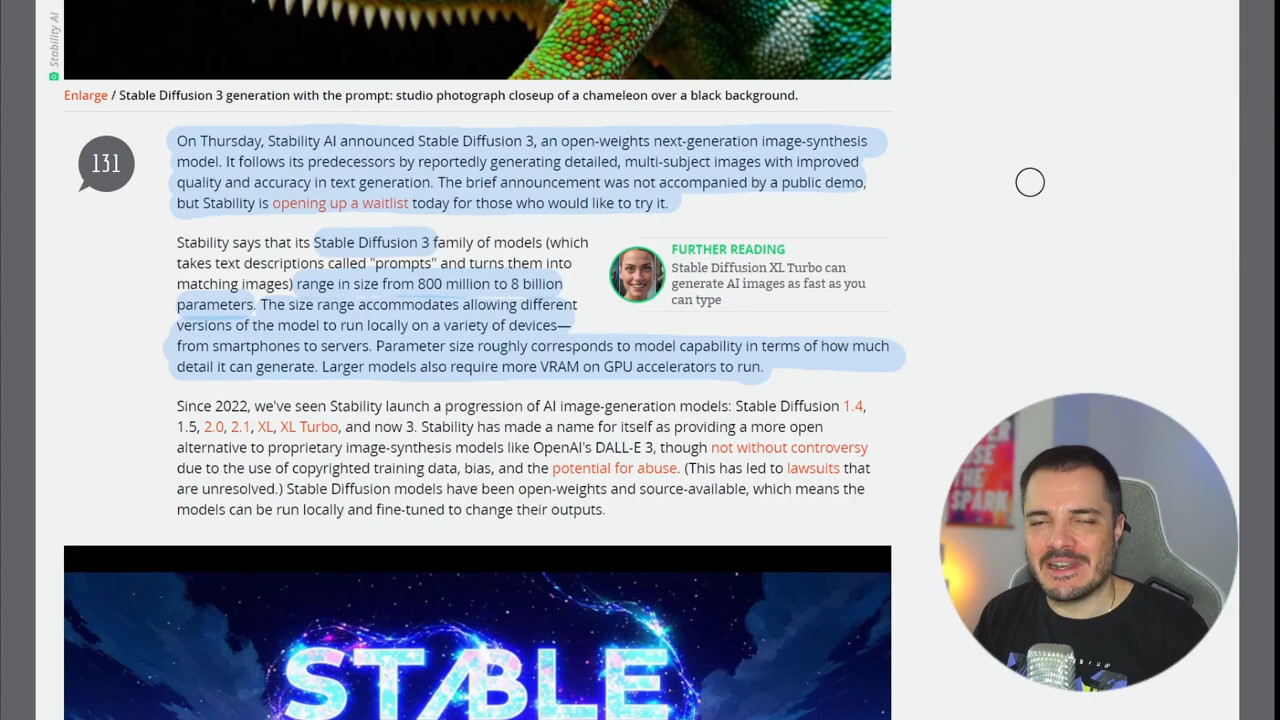 Stability AI
Enlarge / Stable Diffusion 3 generation with the prompt: studio photograph closeup of a chameleon over a black background.
131
On Thursday, Stability AI announced Stable Diffusion 3, an open-weights next-generation image-synthesis
model. It follows its predecessors by reportedly generating detailed, multi-subject images with improved
quality and accuracy in text generation. The brief announcement was not accompanied by a public demo,
but Stability is opening up a waitlist today for those who would like to try it.
Stability says that its Stable Diffusion 3 family of models (which
takes text descriptions called "prompts" and turns them into
matching images) range in size from 800 million to 8 billion
parameters. The size range accommodates allowing different
versions of the model to run locally on a variety of devices—
from smartphones to servers. Parameter size roughly corresponds to model capability in terms of how much
detail it can generate. Larger models also require more VRAM on GPU accelerators to run.
FURTHER READING
Stable Diffusion XL Turbo can
generate AI images as fast as you
can type
Since 2022, we've seen Stability launch a progression of AI image-generation models: Stable Diffusion 1.4,
1.5, 2.0, 2.1, XL, XL Turbo, and now 3. Stability has made a name for itself as providing a more open
alternative to proprietary image-synthesis models like OpenAI's DALL-E 3, though not without controversy
due to the use of copyrighted training data, bias, and the potential for abuse. (This has led to lawsuits that
are unresolved.) Stable Diffusion models have been open-weights and source-available, which means the
models can be run locally and fine-tuned to change their outputs.
STABLE
THE
SPARK